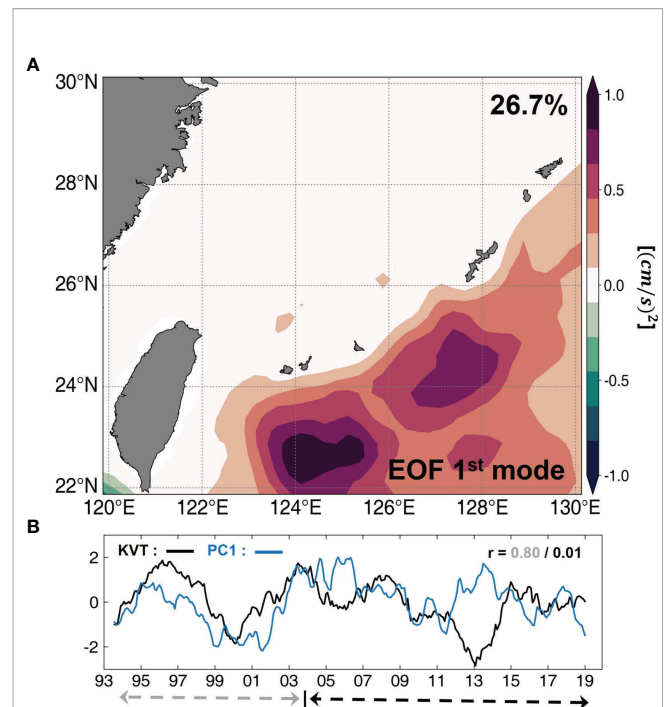 A
30°N
28°N
26°N
24°N
22°N
26.7%
EOF 1st mode
120°E 122°E 124°E 126°E 128°E 130°E
1.0
0.5
0.0
-0.5
-1.0
[(cm/s)²]
B
KVT : PC1 : r = 0.80 / 0.01
2
0
-2
93 95 97 99 01 03 05 07 09 11 13 15 17 19